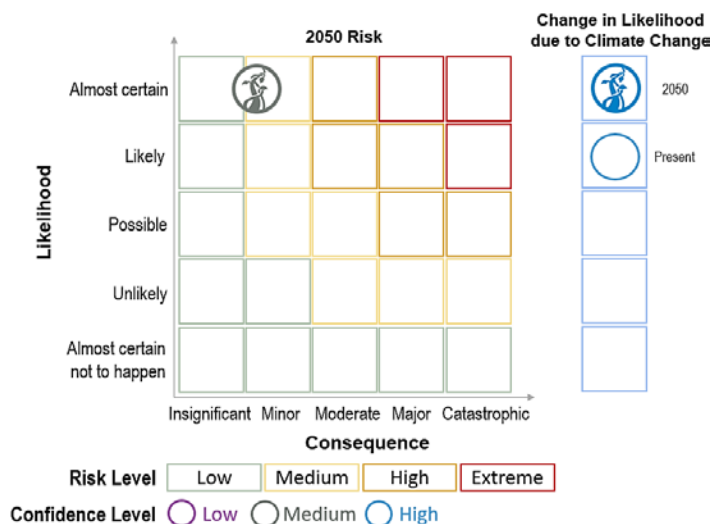 2050 Risk
Change in Likelihood
due to Climate Change
Almost certain
Likely
Possible
Unlikely
Almost certain
not to happen
Likelihood
2050
Present
Insignificant Minor Moderate Major Catastrophic
Consequence
Risk Level Low Medium High Extreme
Confidence Level Low Medium High